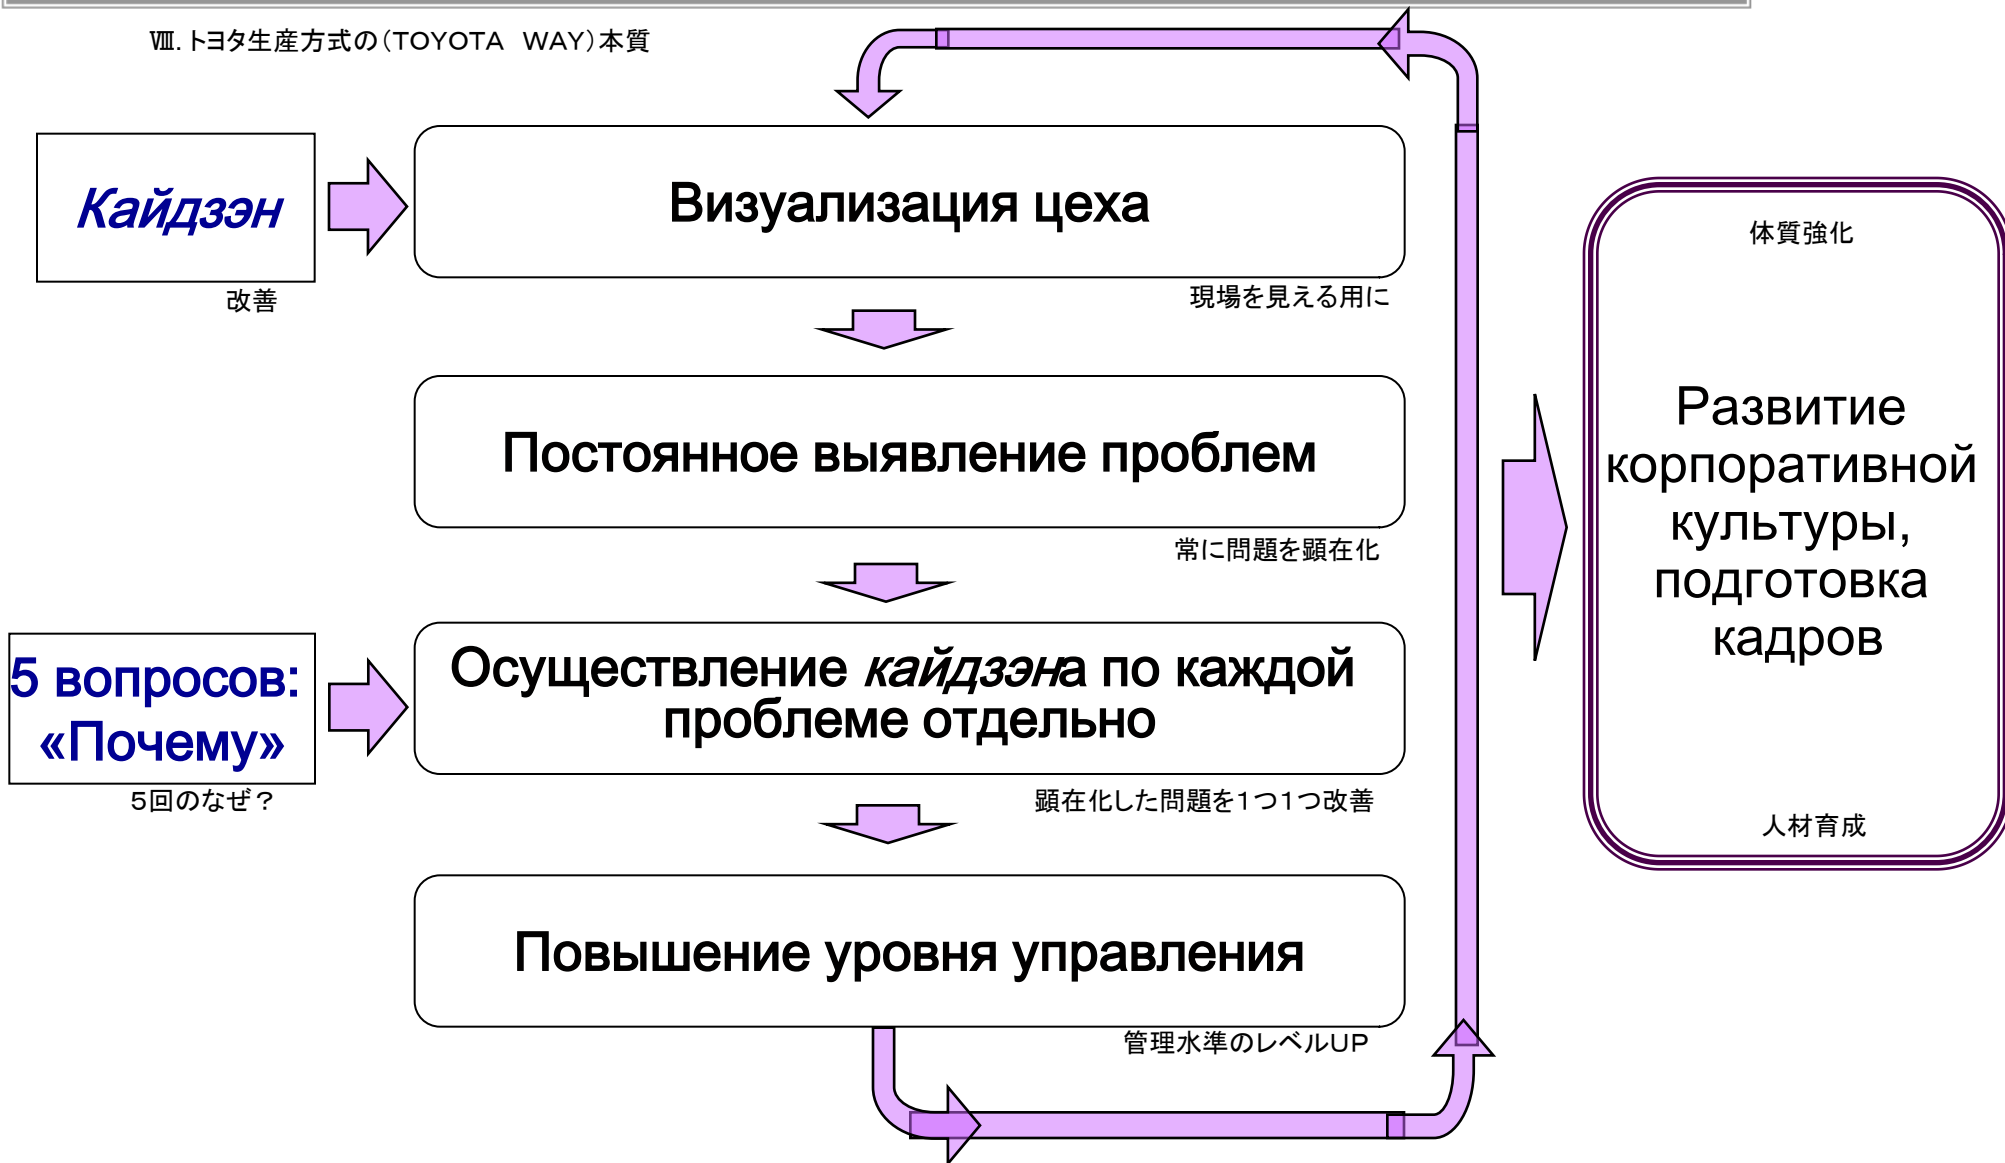 Ⅷ.トヨタ生産方式の(TOYOTA WAY)本質
Кайдзэн
改善
Визуализация цеха
現場を見える用に
Постоянное выявление проблем
常に問題を顕在化
5 вопросов:
«Почему»
5回のなぜ？
Осуществление кайдзэна по каждой
проблеме отдельно
顕在化した問題を1つ1つ改善
Повышение уровня управления
管理水準のレベルUP
体質強化
Развитие
корпоративной
культуры,
подготовка
кадров
人材育成